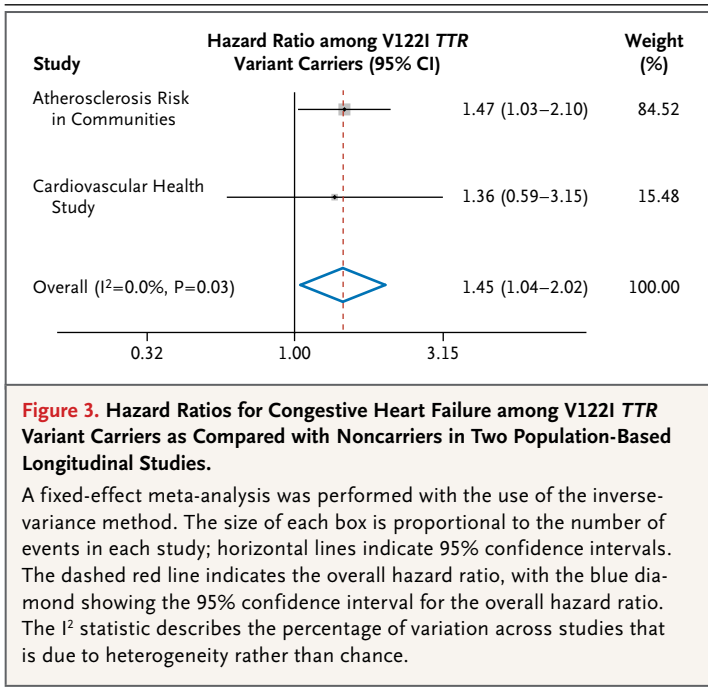 Hazard Ratio among V122I TTR
Variant Carriers (95% CI)
Weight
(%)
Study
Atherosclerosis Risk
in Communities
1.47 (1.03–2.10)
84.52
Cardiovascular Health
Study
1.36 (0.59–3.15)
15.48
Overall (I²=0.0%, P=0.03)
1.45 (1.04–2.02)
100.00
0.32
1.00
3.15
Figure 3. Hazard Ratios for Congestive Heart Failure among V122I TTR
Variant Carriers as Compared with Noncarriers in Two Population-Based
Longitudinal Studies.
A fixed-effect meta-analysis was performed with the use of the inverse-
variance method. The size of each box is proportional to the number of
events in each study; horizontal lines indicate 95% confidence intervals.
The dashed red line indicates the overall hazard ratio, with the blue dia-
mond showing the 95% confidence interval for the overall hazard ratio.
The I² statistic describes the percentage of variation across studies that
is due to heterogeneity rather than chance.